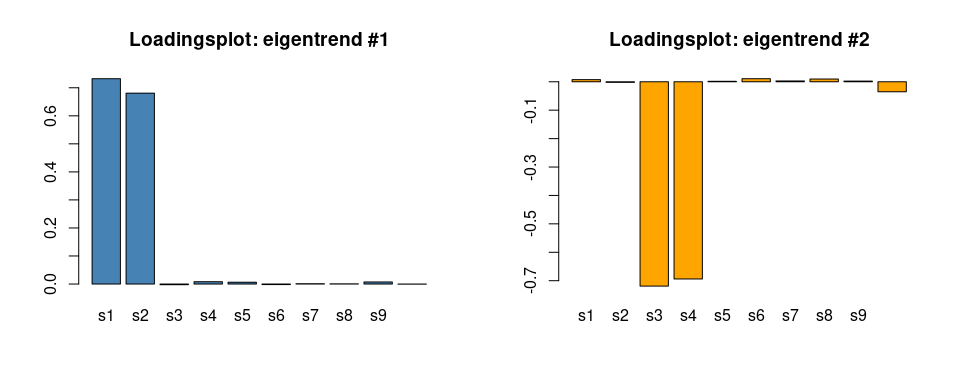 Loadingsplot: eigentrend #1
0.6
0.4
0.2
0.0
s1 s2 s3 s4 s5 s6 s7 s8 s9
Loadingsplot: eigentrend #2
-0.1
-0.3
-0.5
-0.7
s1 s2 s3 s4 s5 s6 s7 s8 s9